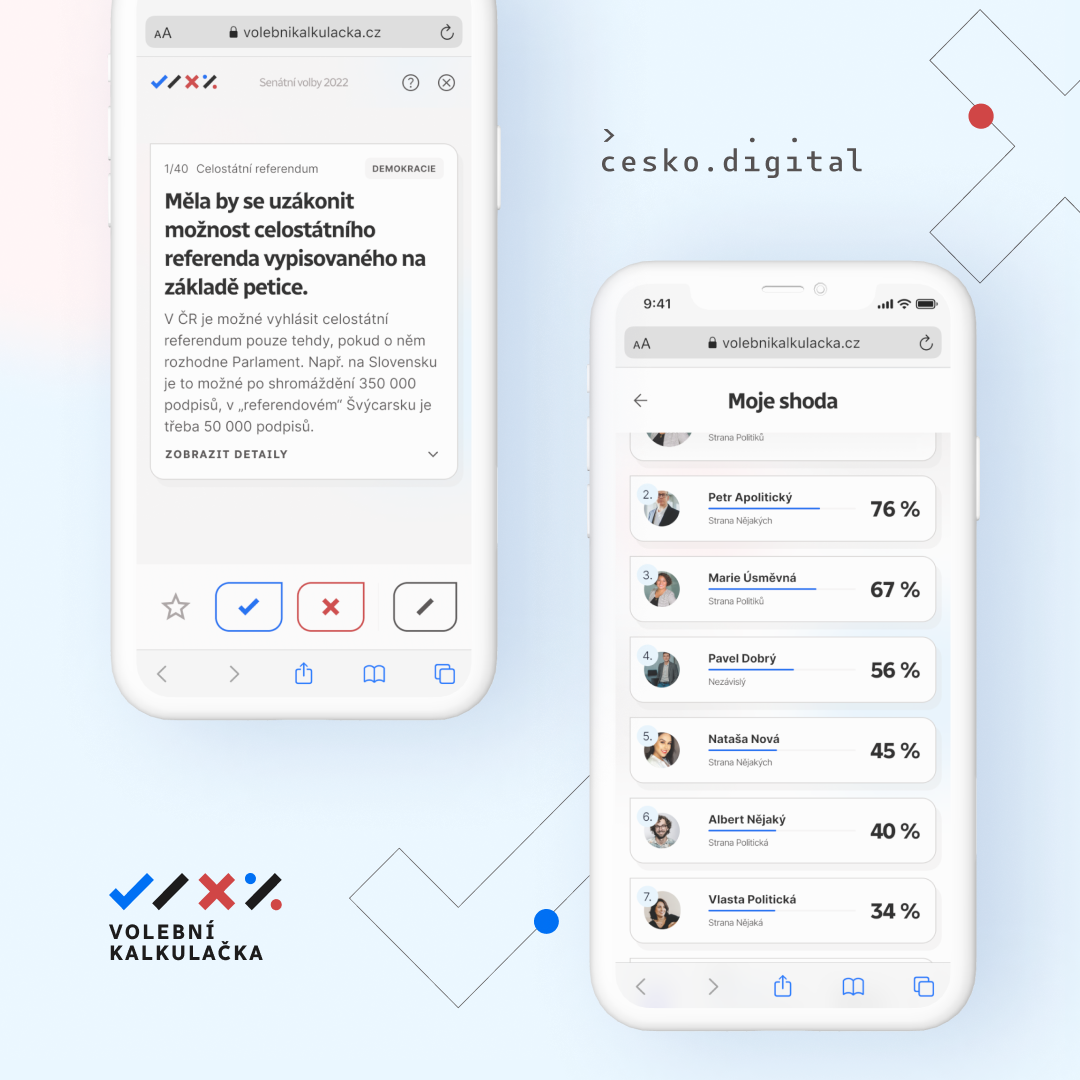 AA volebnikalkulacka.cz
Senátní volby 2022
?
1/40 Celostátní referendum DEMOKRACIE
Měla by se uzákonit
možnost celostátního
referenda vypisovaného na
základě petice.
V ČR je možné vyhlásit celostátní
referendum pouze tehdy, pokud o něm
rozhodne Parlament. Např. na Slovensku
je to možné po shromáždění 350 000
podpisů, v „referendovém“ Švýcarsku je
třeba 50 000 podpisů.
ZOBRAZIT DETAILY
česko.digital
9:41
AA volebnikalkulacka.cz
Moje shoda
Strana Politiků
2. Petr Apolitický
Strana Nějakých
76 %
3. Marie Úsměvná
Strana Politiků
67 %
4. Pavel Dobrý
Nezávislý
56 %
5. Nataša Nová
Strana Nějakých
45 %
6. Albert Nějaký
Strana Politická
40 %
7. Vlasta Politická
Strana Nějaká
34 %
VOLEBNÍ
KALKULAČKA